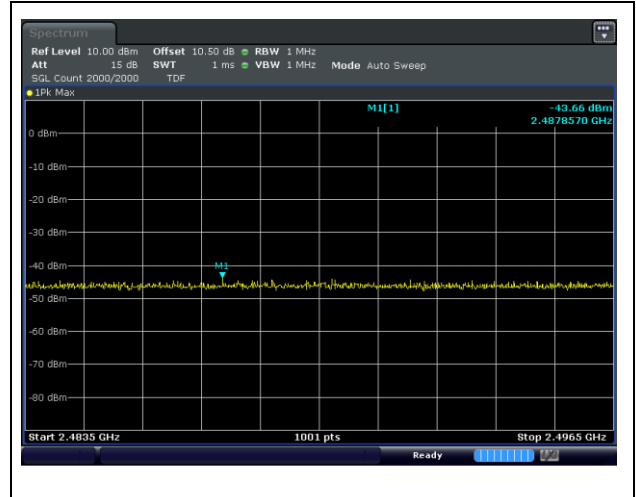 Spectrum
Ref Level 10.00 dBm Offset 10.50 dB RBW 1 MHz
Att 15 dB SWT 1 ms VBW 1 MHz Mode Auto Sweep
SGL Count 2000/2000 TDF
1Pk Max
M1[1] -43.66 dBm
2.4878570 GHz
0 dBm
-10 dBm
-20 dBm
-30 dBm
-40 dBm
M1
-50 dBm
-60 dBm
-70 dBm
-80 dBm
Start 2.4835 GHz 1001 pts Stop 2.4965 GHz
Ready